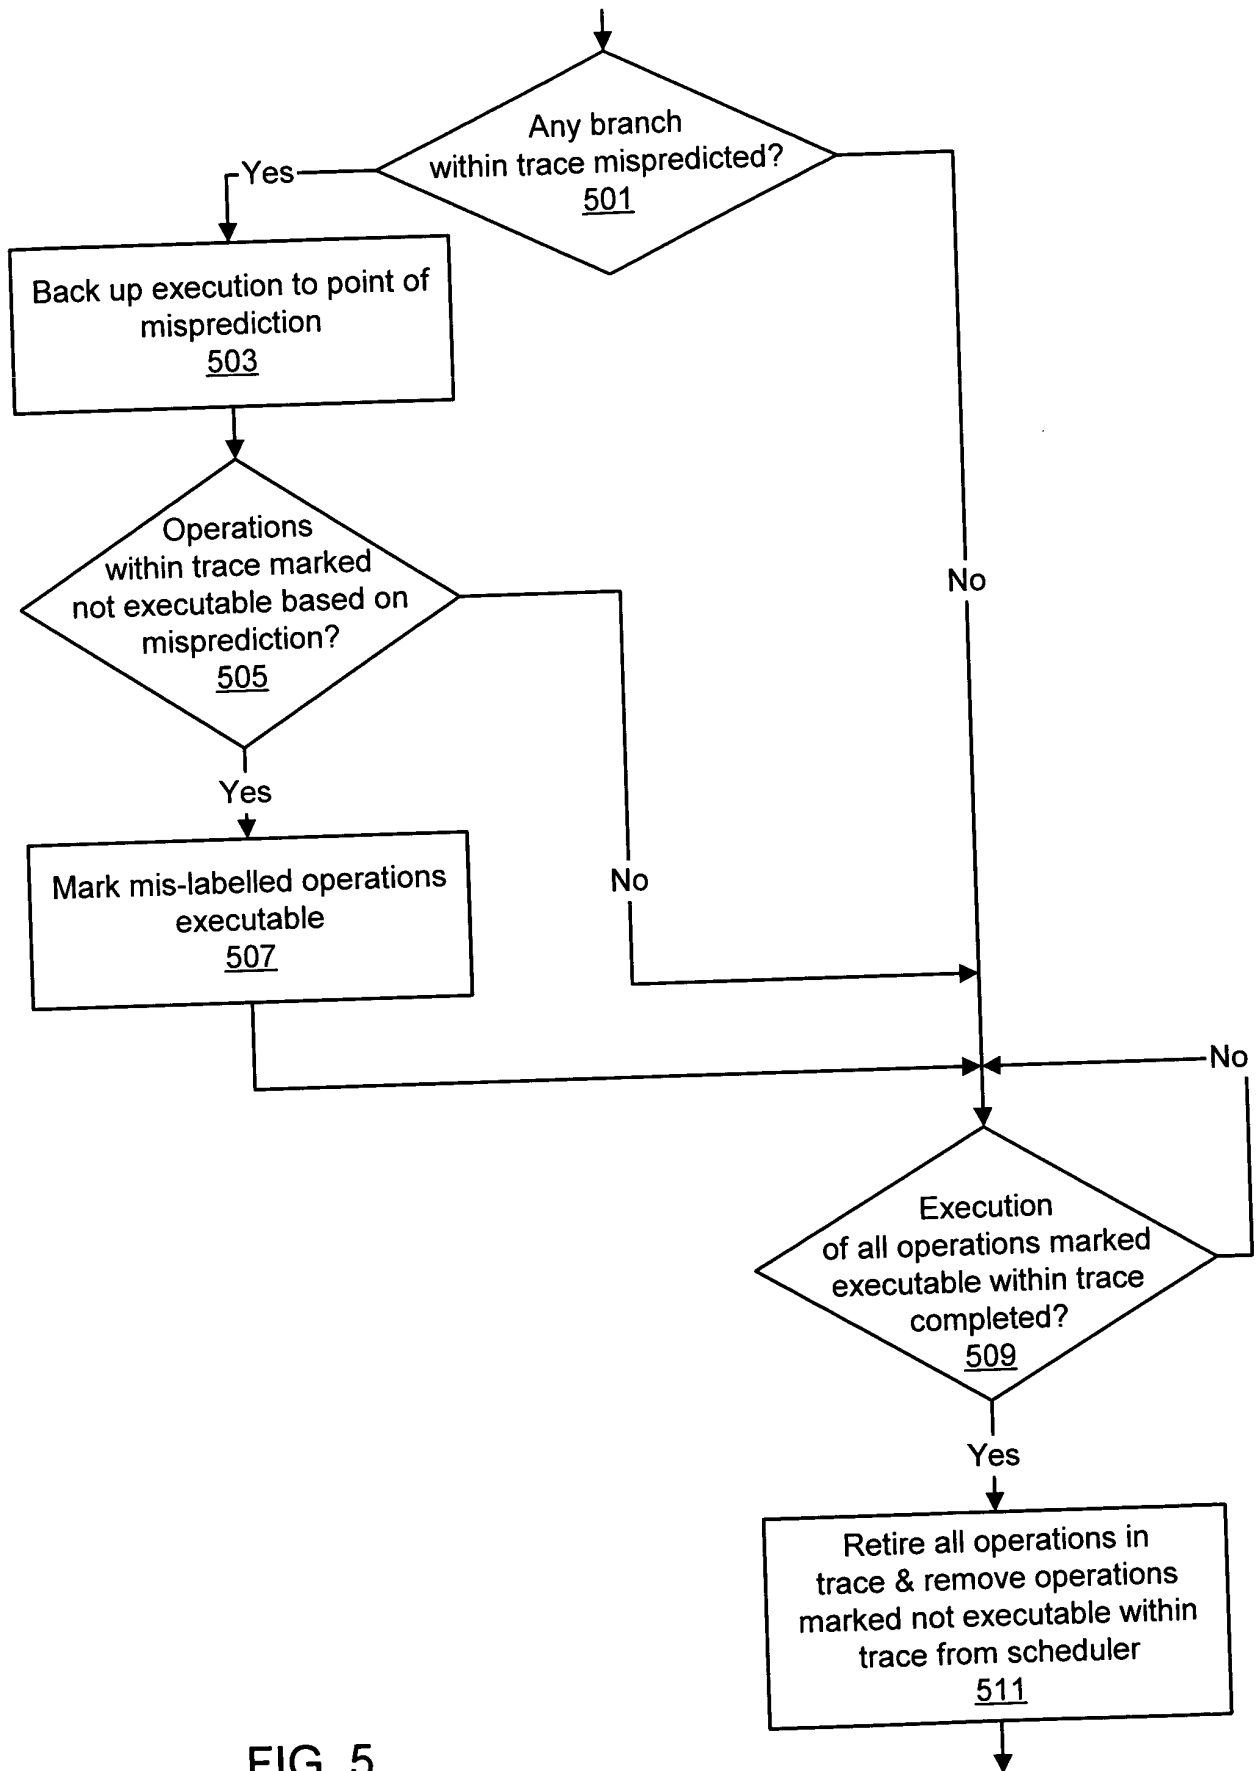 Any branch
within trace mispredicted?
501
Yes
Back up execution to point of
misprediction
503
Operations
within trace marked
not executable based on
misprediction?
505
No
Yes
Mark mis-labelled operations
executable
507
No
No
Execution
of all operations marked
executable within trace
completed?
509
Yes
Retire all operations in
trace & remove operations
marked not executable within
trace from scheduler
511
FIG. 5